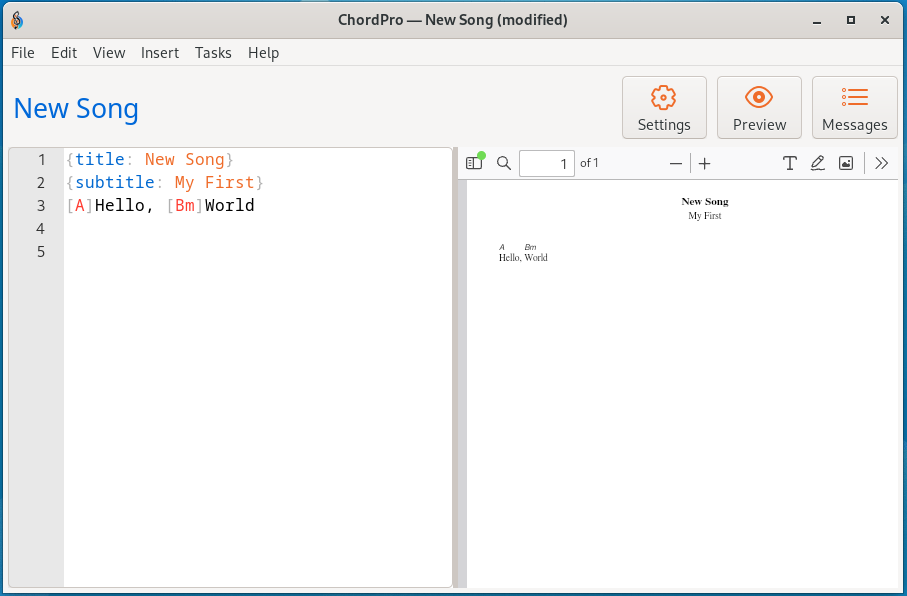 ChordPro — New Song (modified)
File Edit View Insert Tasks Help
New Song
Settings Preview Messages
1 {title: New Song}
2 {subtitle: My First}
3 [A]Hello, [Bm]World
4
5
1 of 1
New Song
My First
A Bm
Hello, World